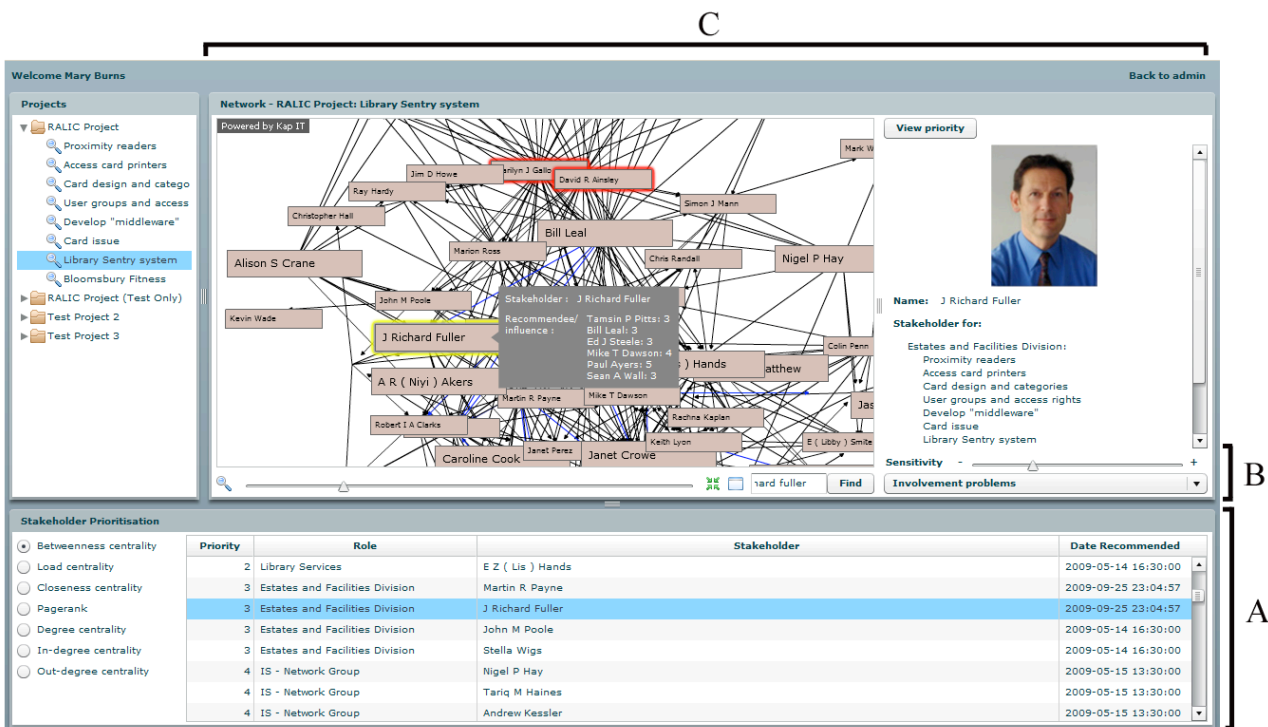 C
Welcome Mary Burns
Back to admin
Projects
RALIC Project
Proximity readers
Access card printers
Card design and catego
User groups and access
Develop "middleware"
Card issue
Library Sentry system
Bloomsbury Fitness
RALIC Project (Test Only)
Test Project 2
Test Project 3
Network - RALIC Project: Library Sentry system
Powered by Kap IT
Mark W
Jim D Howe
arilyn J Gallo
David R Ainsley
Ray Hardy
Simon J Mann
Christopher Hall
Bill Leal
Marion Ross
Alison S Crane
Chris Randall
Nigel P Hay
John M Poole
Kevin Wade
J Richard Fuller
Stakeholder : J Richard Fuller
Recommendee/ Tamsin P Pitts: 3
influence : Bill Leal: 3
Ed J Steele: 3
Mike T Dawson: 4
Paul Ayers: 5
Sean A Wall: 3
Colin Penn
) Hands
atthew
A R ( Niyi ) Akers
Martin R Payne
Mike T Dawson
Jas
Robert I A Clarks
Rachna Kaplan
Keith Lyon
E ( Libby ) Smite
Caroline Cook
Janet Perez
Janet Crowe
hard fuller
Find
View priority
Name: J Richard Fuller
Stakeholder for:
Estates and Facilities Division:
Proximity readers
Access card printers
Card design and categories
User groups and access rights
Develop "middleware"
Card issue
Library Sentry system
Sensitivity - +
Involvement problems
B
Stakeholder Prioritisation
Betweenness centrality
Load centrality
Closeness centrality
Pagerank
Degree centrality
In-degree centrality
Out-degree centrality
Priority Role Stakeholder Date Recommended
2 Library Services E Z ( Lis ) Hands 2009-05-14 16:30:00
3 Estates and Facilities Division Martin R Payne 2009-09-25 23:04:57
3 Estates and Facilities Division J Richard Fuller 2009-09-25 23:04:57
3 Estates and Facilities Division John M Poole 2009-05-14 16:30:00
3 Estates and Facilities Division Stella Wigs 2009-05-14 16:30:00
4 IS - Network Group Nigel P Hay 2009-05-15 13:30:00
4 IS - Network Group Tariq M Haines 2009-05-15 13:30:00
4 IS - Network Group Andrew Kessler 2009-05-15 13:30:00
A